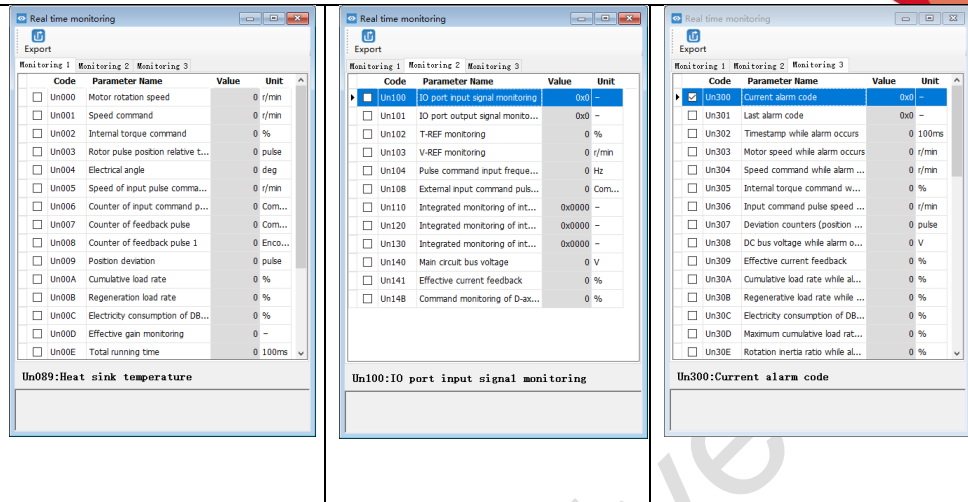 Real time monitoring
Export
Monitoring 1 Monitoring 2 Monitoring 3
Code Parameter Name Value Unit
Un000 Motor rotation speed 0 r/min
Un001 Speed command 0 r/min
Un002 Internal torque command 0 %
Un003 Rotor pulse position relative t... 0 pulse
Un004 Electrical angle 0 deg
Un005 Speed of input pulse comma... 0 r/min
Un006 Counter of input command p... 0 Com...
Un007 Counter of feedback pulse 0 Com...
Un008 Counter of feedback pulse 1 0 Enco...
Un009 Position deviation 0 pulse
Un00A Cumulative load rate 0 %
Un00B Regeneration load rate 0 %
Un00C Electricity consumption of DB... 0 %
Un00D Effective gain monitoring 0 -
Un00E Total running time 0 100ms
Un089:Heat sink temperature
Real time monitoring
Export
Monitoring 1 Monitoring 2 Monitoring 3
Code Parameter Name Value Unit
Un100 IO port input signal monitoring 0x0 -
Un101 IO port output signal monito... 0x0 -
Un102 T-REF monitoring 0 %
Un103 V-REF monitoring 0 r/min
Un104 Pulse command input freque... 0 Hz
Un108 External input command puls... 0 Com...
Un110 Integrated monitoring of int... 0x0000 -
Un120 Integrated monitoring of int... 0x0000 -
Un130 Integrated monitoring of int... 0x0000 -
Un140 Main circuit bus voltage 0 V
Un141 Effective current feedback 0 %
Un14B Command monitoring of D-ax... 0 %
Un100:IO port input signal monitoring
Real time monitoring
Export
Monitoring 1 Monitoring 2 Monitoring 3
Code Parameter Name Value Unit
Un300 Current alarm code 0x0 -
Un301 Last alarm code 0x0 -
Un302 Timestamp while alarm occurs 0 100ms
Un303 Motor speed while alarm occurs 0 r/min
Un304 Speed command while alarm ... 0 r/min
Un305 Internal torque command w... 0 %
Un306 Input command pulse speed ... 0 r/min
Un307 Deviation counters (position ... 0 pulse
Un308 DC bus voltage while alarm o... 0 V
Un309 Effective current feedback 0 %
Un30A Cumulative load rate while al... 0 %
Un30B Regenerative load rate while ... 0 %
Un30C Electricity consumption of DB... 0 %
Un30D Maximum cumulative load rat... 0 %
Un30E Rotation inertia ratio while al... 0 %
Un300:Current alarm code